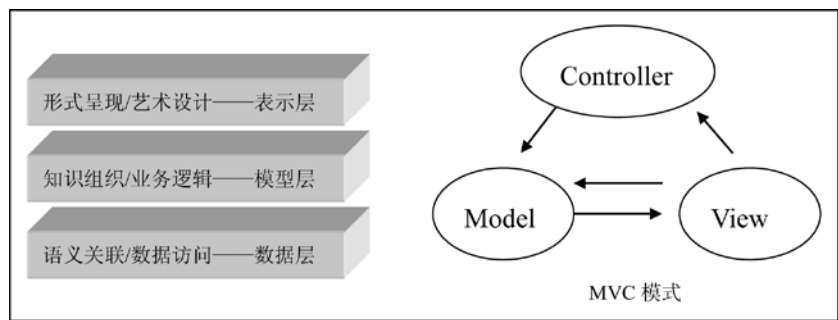 形式呈现/艺术设计——表示层
知识组织/业务逻辑——模型层
语义关联/数据访问——数据层
Controller
Model
View
MVC 模式